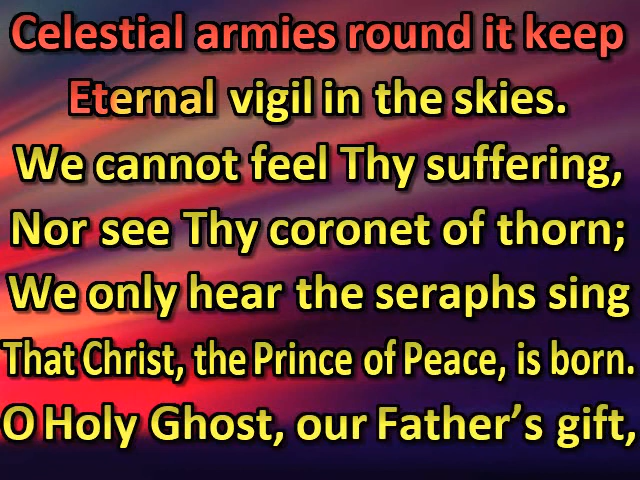 Celestial armies round it keep
Eternal vigil in the skies.
We cannot feel Thy suffering,
Nor see Thy coronet of thorn;
We only hear the seraphs sing
That Christ, the Prince of Peace, is born.
O Holy Ghost, our Father’s gift,